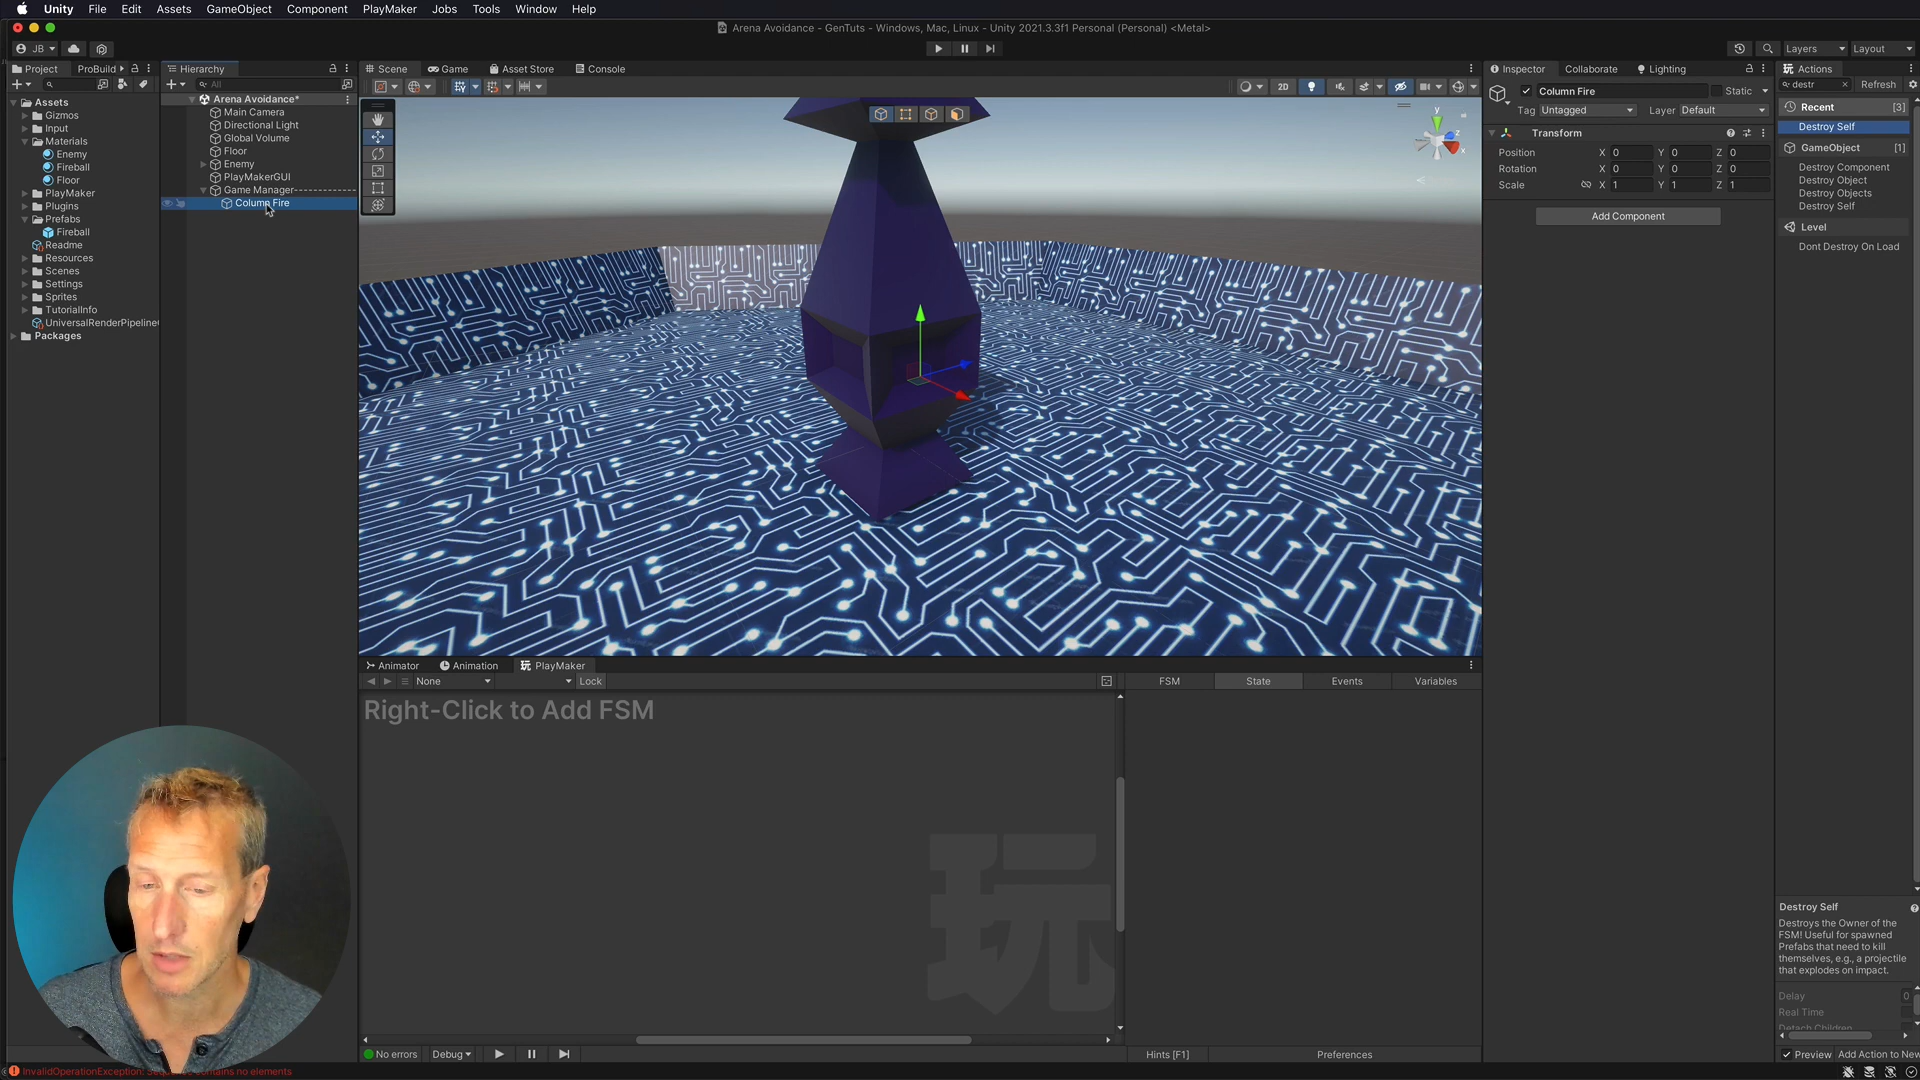 Unity File Edit Assets GameObject Component PlayMaker Jobs Tools Window Help
Arena Avoidance - GenTuts - Windows, Mac, Linux - Unity 2021.3.3f1 Personal (Personal) <Metal>
JB
Layers
Layout
Project
ProBuild
Hierarchy
Scene
Game
Asset Store
Console
Inspector
Collaborate
Lighting
Actions
All
2D
destr
Refresh
Assets
Gizmos
Input
Materials
Enemy
Fireball
Floor
PlayMaker
Plugins
Prefabs
Fireball
Readme
Resources
Scenes
Settings
Sprites
TutorialInfo
UniversalRenderPipeline
Packages
Arena Avoidance*
Main Camera
Directional Light
Global Volume
Floor
Enemy
PlayMakerGUI
Game Manager---------------
Column Fire
y
z
x
Column Fire
Static
Tag Untagged
Layer Default
Transform
Position X 0 Y 0 Z 0
Rotation X 0 Y 0 Z 0
Scale X 1 Y 1 Z 1
Add Component
Recent [3]
Destroy Self
GameObject [1]
Destroy Component
Destroy Object
Destroy Objects
Destroy Self
Level
Dont Destroy On Load
Animator
Animation
PlayMaker
None
Lock
FSM
State
Events
Variables
Right-Click to Add FSM
玩
No errors
Debug
Hints [F1]
Preferences
Destroy Self
Destroys the Owner of the
FSM! Useful for spawned
Prefabs that need to kill
themselves, e.g., a projectile
that explodes on impact.
Delay 0
Real Time
Detach Children
Preview
Add Action to New
InvalidOperationException: Sequence contains no elements